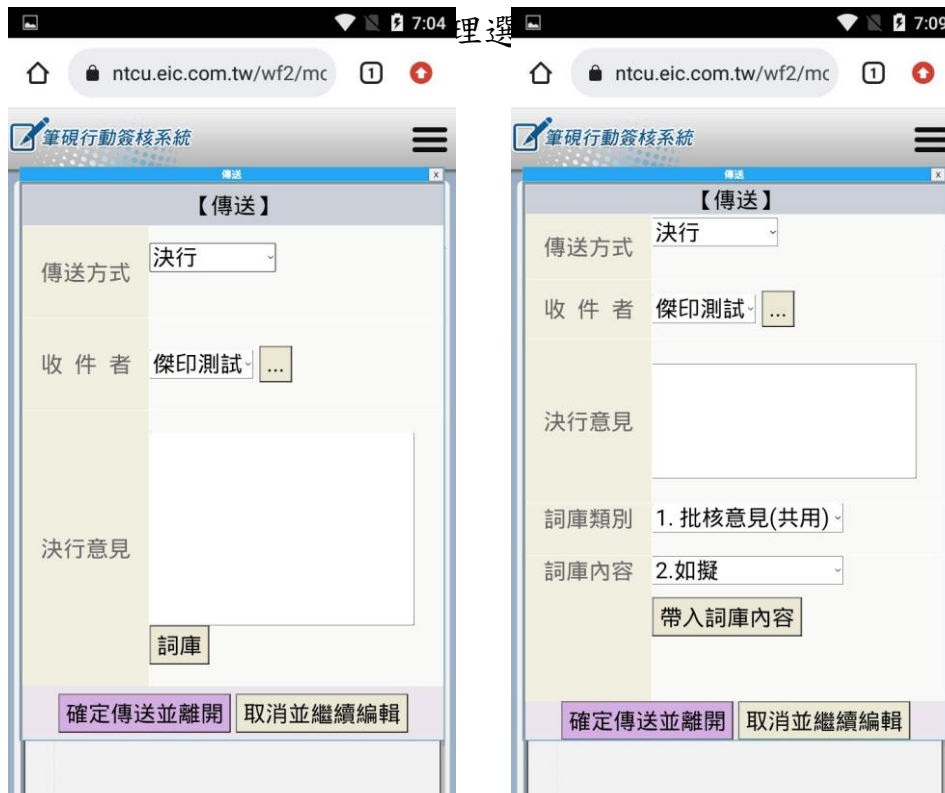 理選
7:04
ntcu.eic.com.tw/wf2/mc
1
筆硯行動簽核系統
傳送
x
【傳送】
傳送方式
決行
收 件 者
傑印測試
...
決行意見
詞庫
確定傳送並離開
取消並繼續編輯
7:09
ntcu.eic.com.tw/wf2/mc
1
筆硯行動簽核系統
傳送
x
【傳送】
傳送方式
決行
收 件 者
傑印測試
...
決行意見
詞庫類別
1. 批核意見(共用)
詞庫內容
2.如擬
帶入詞庫內容
確定傳送並離開
取消並繼續編輯